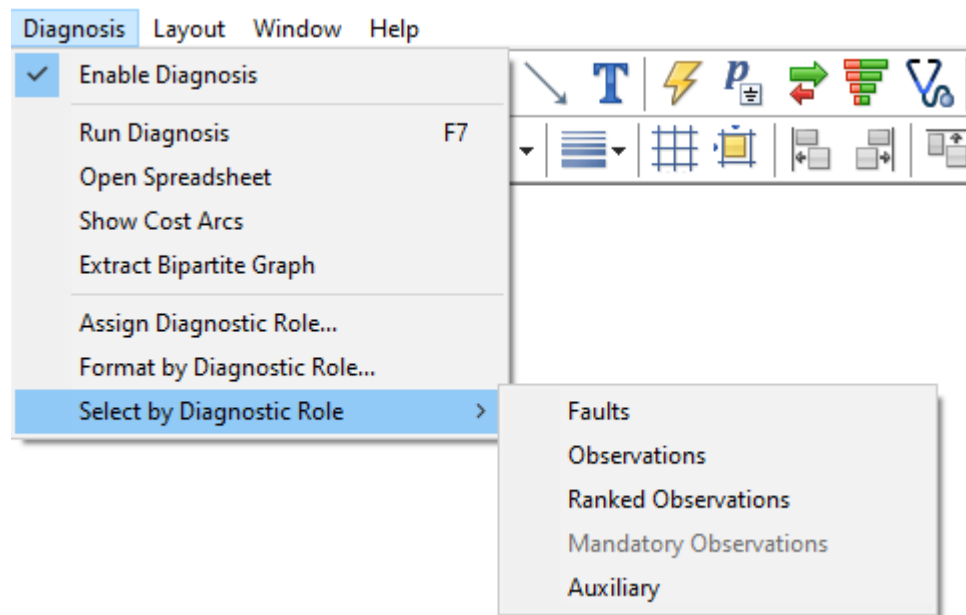 Diagnosis Layout Window Help
Enable Diagnosis
Run Diagnosis F7
Open Spreadsheet
Show Cost Arcs
Extract Bipartite Graph
Assign Diagnostic Role...
Format by Diagnostic Role...
Select by Diagnostic Role
Faults
Observations
Ranked Observations
Mandatory Observations
Auxiliary